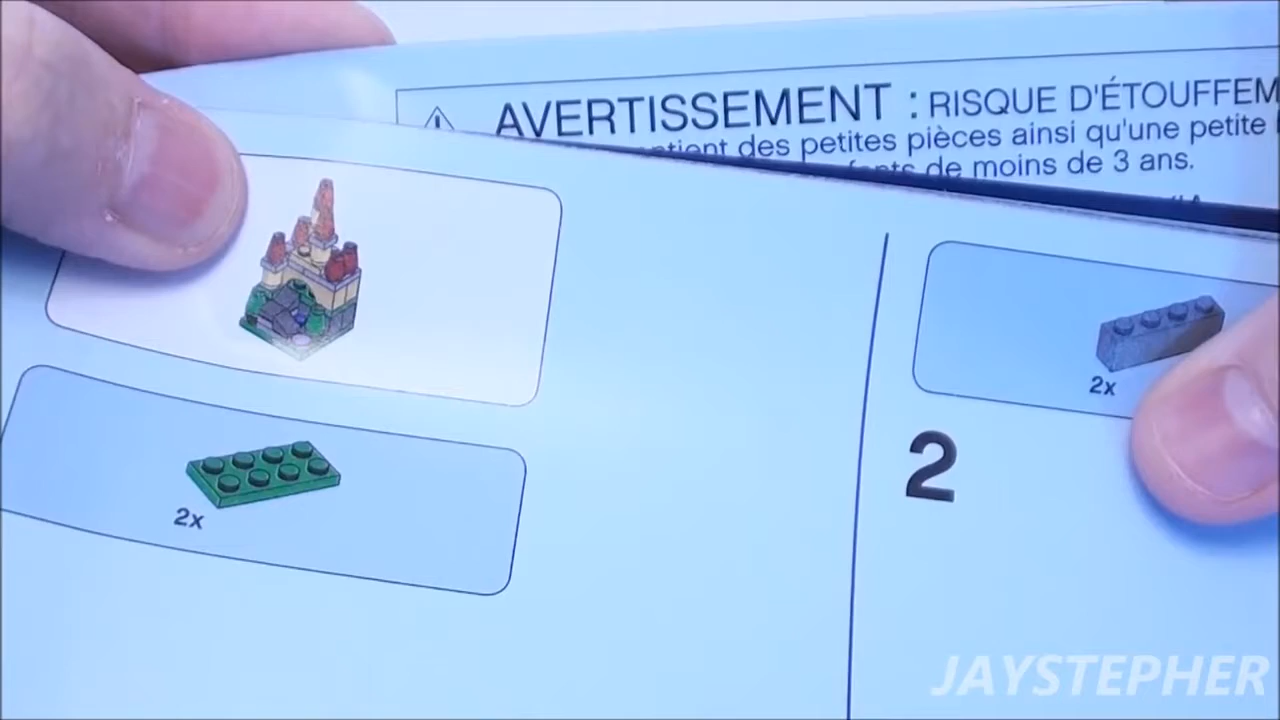 AVERTISSEMENT : RISQUE D'ÉTOUFFEM
des petites pièces ainsi qu'une petite
de moins de 3 ans.
2x
2
2x
JAYSTEPHER